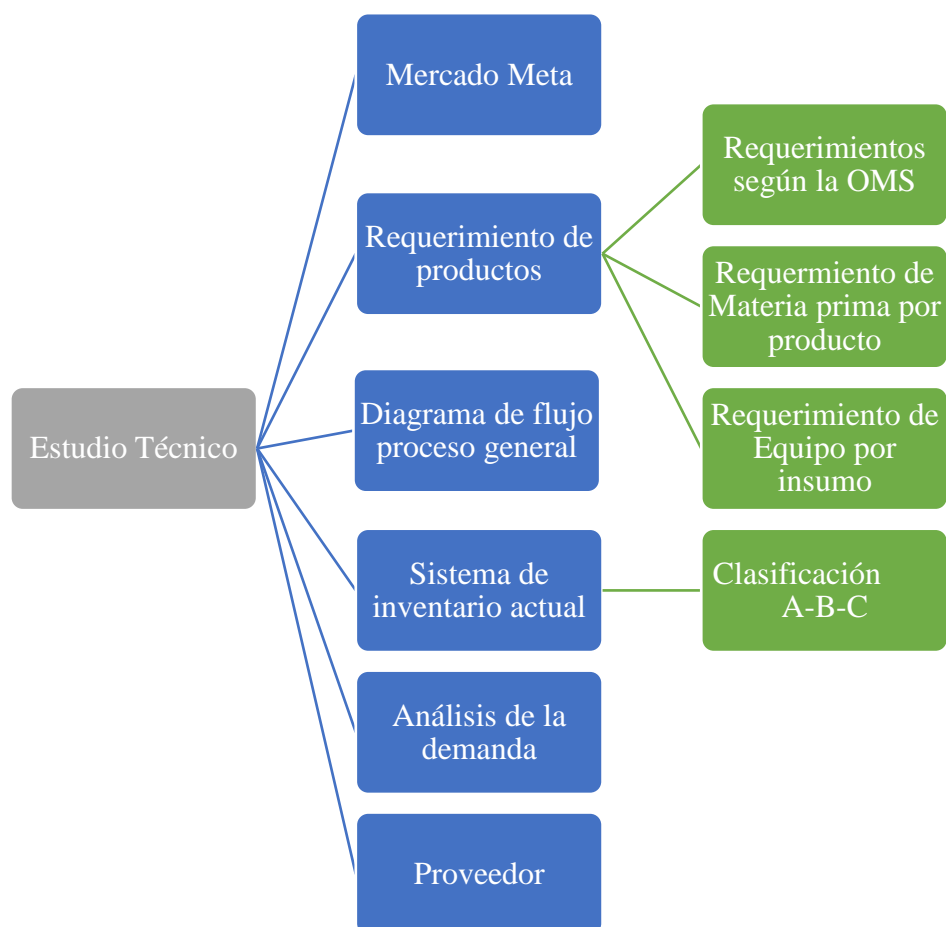 Estudio Técnico
Mercado Meta
Requerimiento de
productos
Requerimientos
según la OMS
Requermiento de
Materia prima por
producto
Requerimiento de
Equipo por
insumo
Diagrama de flujo
proceso general
Sistema de
inventario actual
Clasificación
A-B-C
Análisis de la
demanda
Proveedor